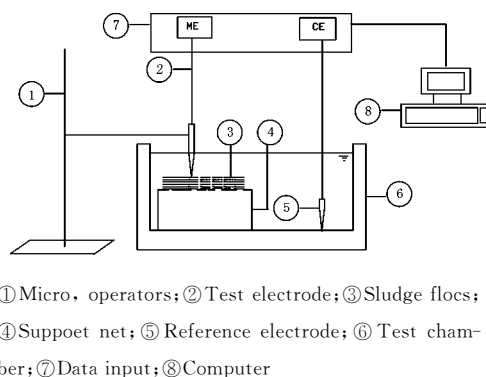 ⑦
ME
CE
②
①
③
④
⑧
⑤
⑥
①Micro, operators;②Test electrode;③Sludge flocs;
④Suppoet net;⑤Reference electrode;⑥Test cham-
ber;⑦Data input;⑧Computer